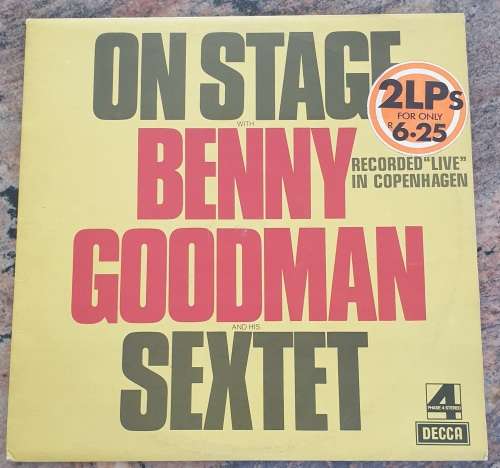 ON STAGE
WITH
BENNY
GOODMAN
AND HIS
SEXTET
2LPs
FOR ONLY
R6·25
RECORDED "LIVE"
IN COPENHAGEN
4
PHASE 4 STEREO
DECCA